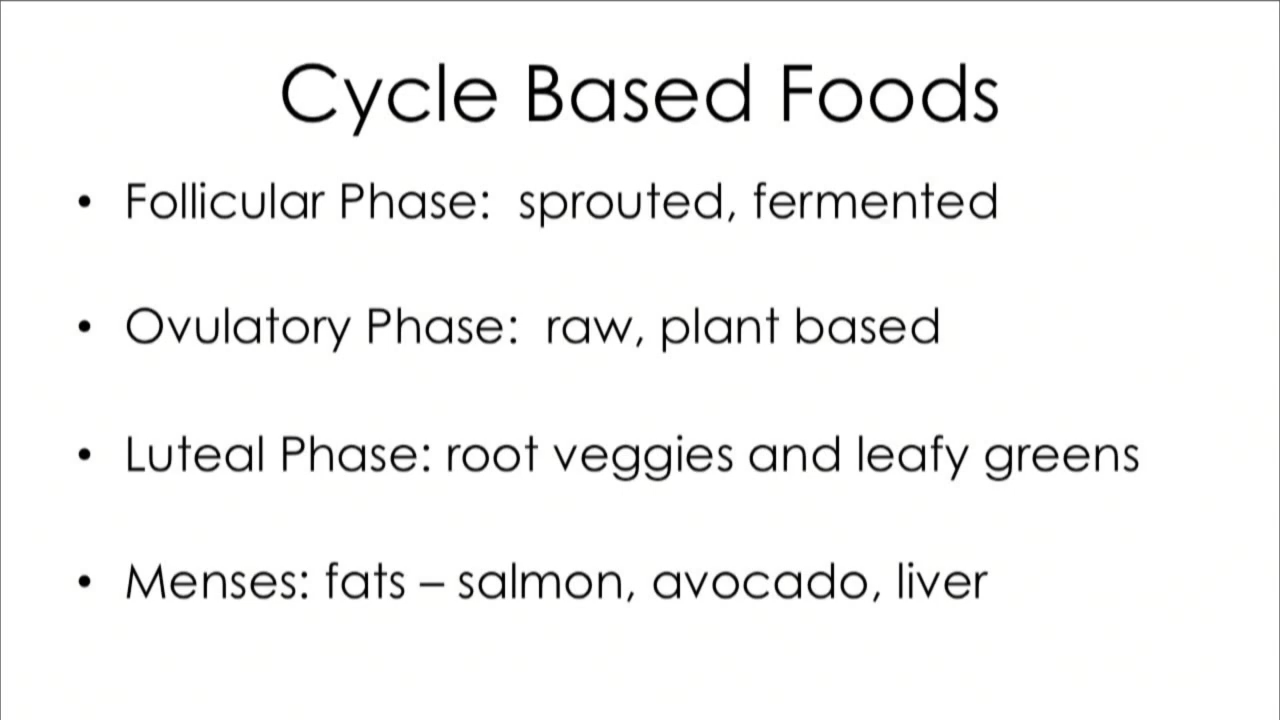 Cycle Based Foods
• Follicular Phase:  sprouted, fermented
• Ovulatory Phase:  raw, plant based
• Luteal Phase: root veggies and leafy greens
• Menses: fats – salmon, avocado, liver